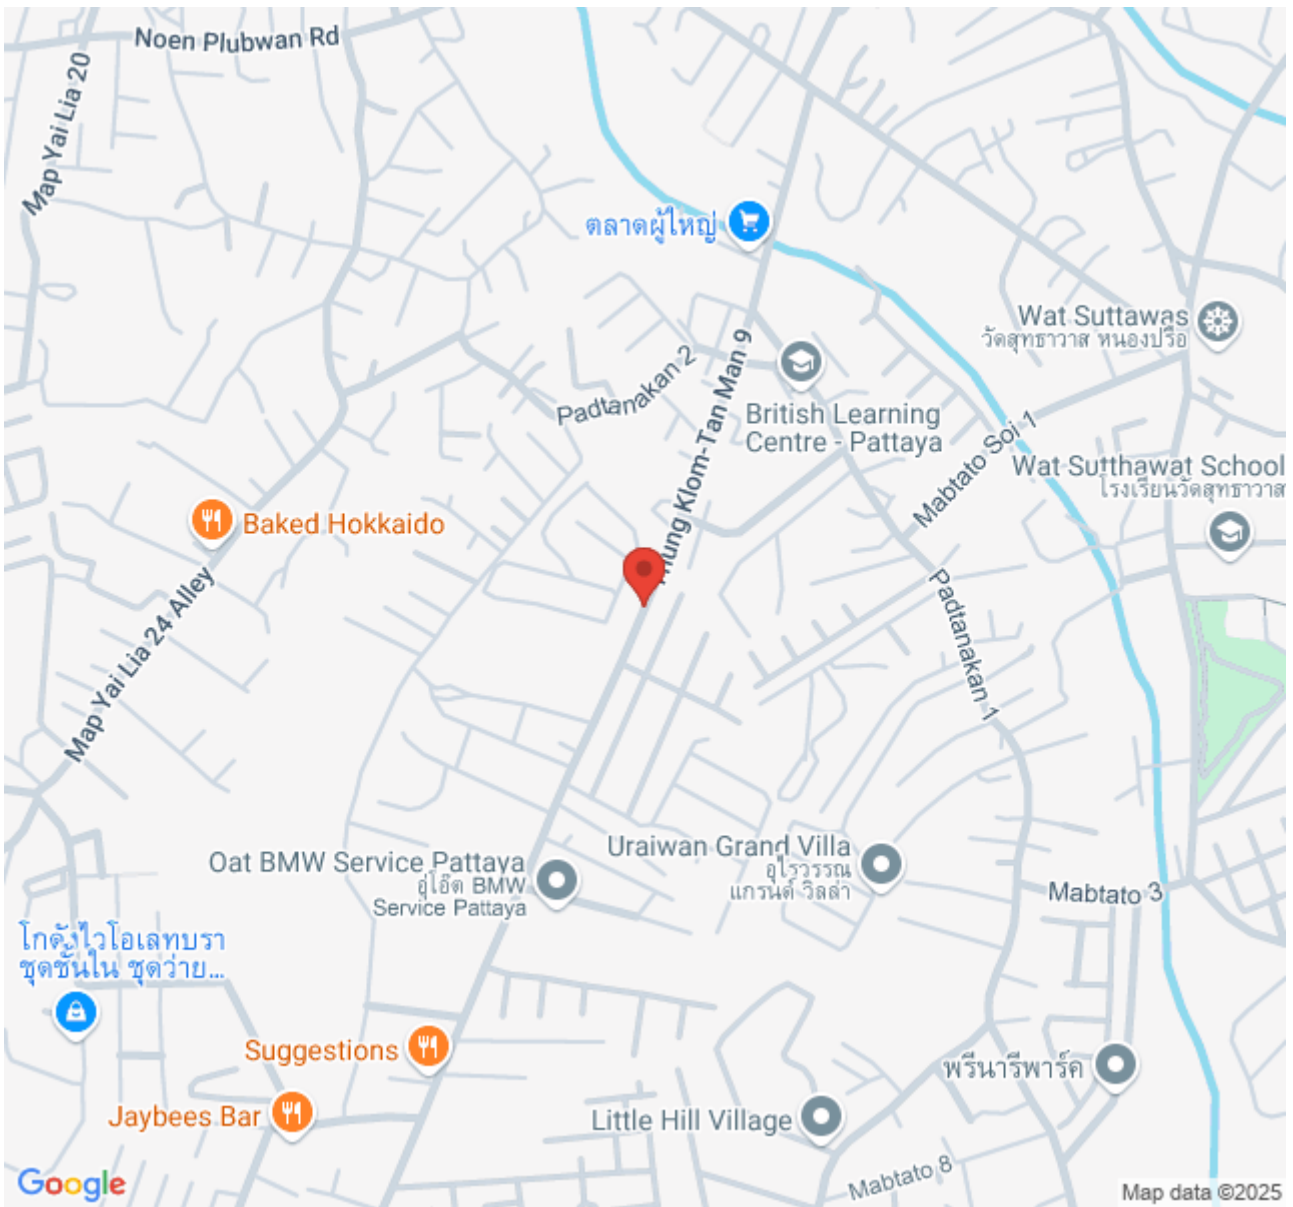 Noen Plubwan Rd
Map Yai Lia 20
ตลาดผู้ใหญ่
Wat Suttawas
วัดสุทธาวาส หนองปรือ
Padtanakan 2
Thung Klom-Tan Man 9
British Learning
Centre - Pattaya
Mabtato Soi 1
Wat Sutthawat School
โรงเรียนวัดสุทธาวาส
Baked Hokkaido
Map Yai Lia 24 Alley
Padtanakan 1
Uraiwan Grand Villa
อุไรวรรณ
แกรนด์ วิลล่า
Oat BMW Service Pattaya
อู่โอ๊ต BMW
Service Pattaya
Mabtato 3
โกดังไวโอเลทบรา
ชุดชั้นใน ชุดว่าย...
Suggestions
พรีนารีพาร์ค
Jaybees Bar
Little Hill Village
Mabtato 8
Google
Map data ©2025